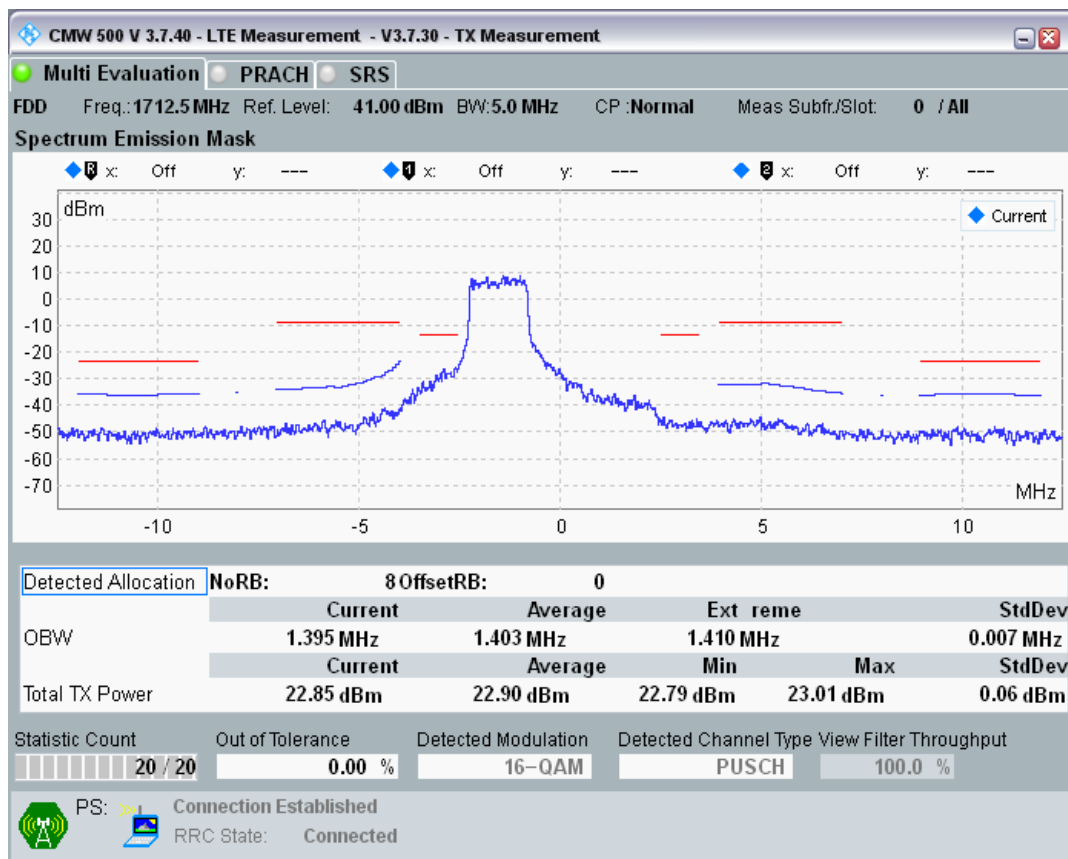 CMW 500 V 3.7.40 - LTE Measurement - V3.7.30 - TX Measurement
Multi Evaluation PRACH SRS
FDD Freq.: 1712.5 MHz Ref. Level: 41.00 dBm BW: 5.0 MHz CP : Normal Meas Subfr./Slot: 0 / All
Spectrum Emission Mask
R x: Off y: --- 1 x: Off y: --- 2 x: Off y: ---
dBm
Current
30
20
10
0
-10
-20
-30
-40
-50
-60
-70
MHz
-10 -5 0 5 10
Detected Allocation NoRB: 8 OffsetRB: 0
Current Average Ext reme StdDev
OBW 1.395 MHz 1.403 MHz 1.410 MHz 0.007 MHz
Current Average Min Max StdDev
Total TX Power 22.85 dBm 22.90 dBm 22.79 dBm 23.01 dBm 0.06 dBm
Statistic Count Out of Tolerance Detected Modulation Detected Channel Type View Filter Throughput
20 / 20 0.00 % 16-QAM PUSCH 100.0 %
PS: Connection Established
RRC State: Connected